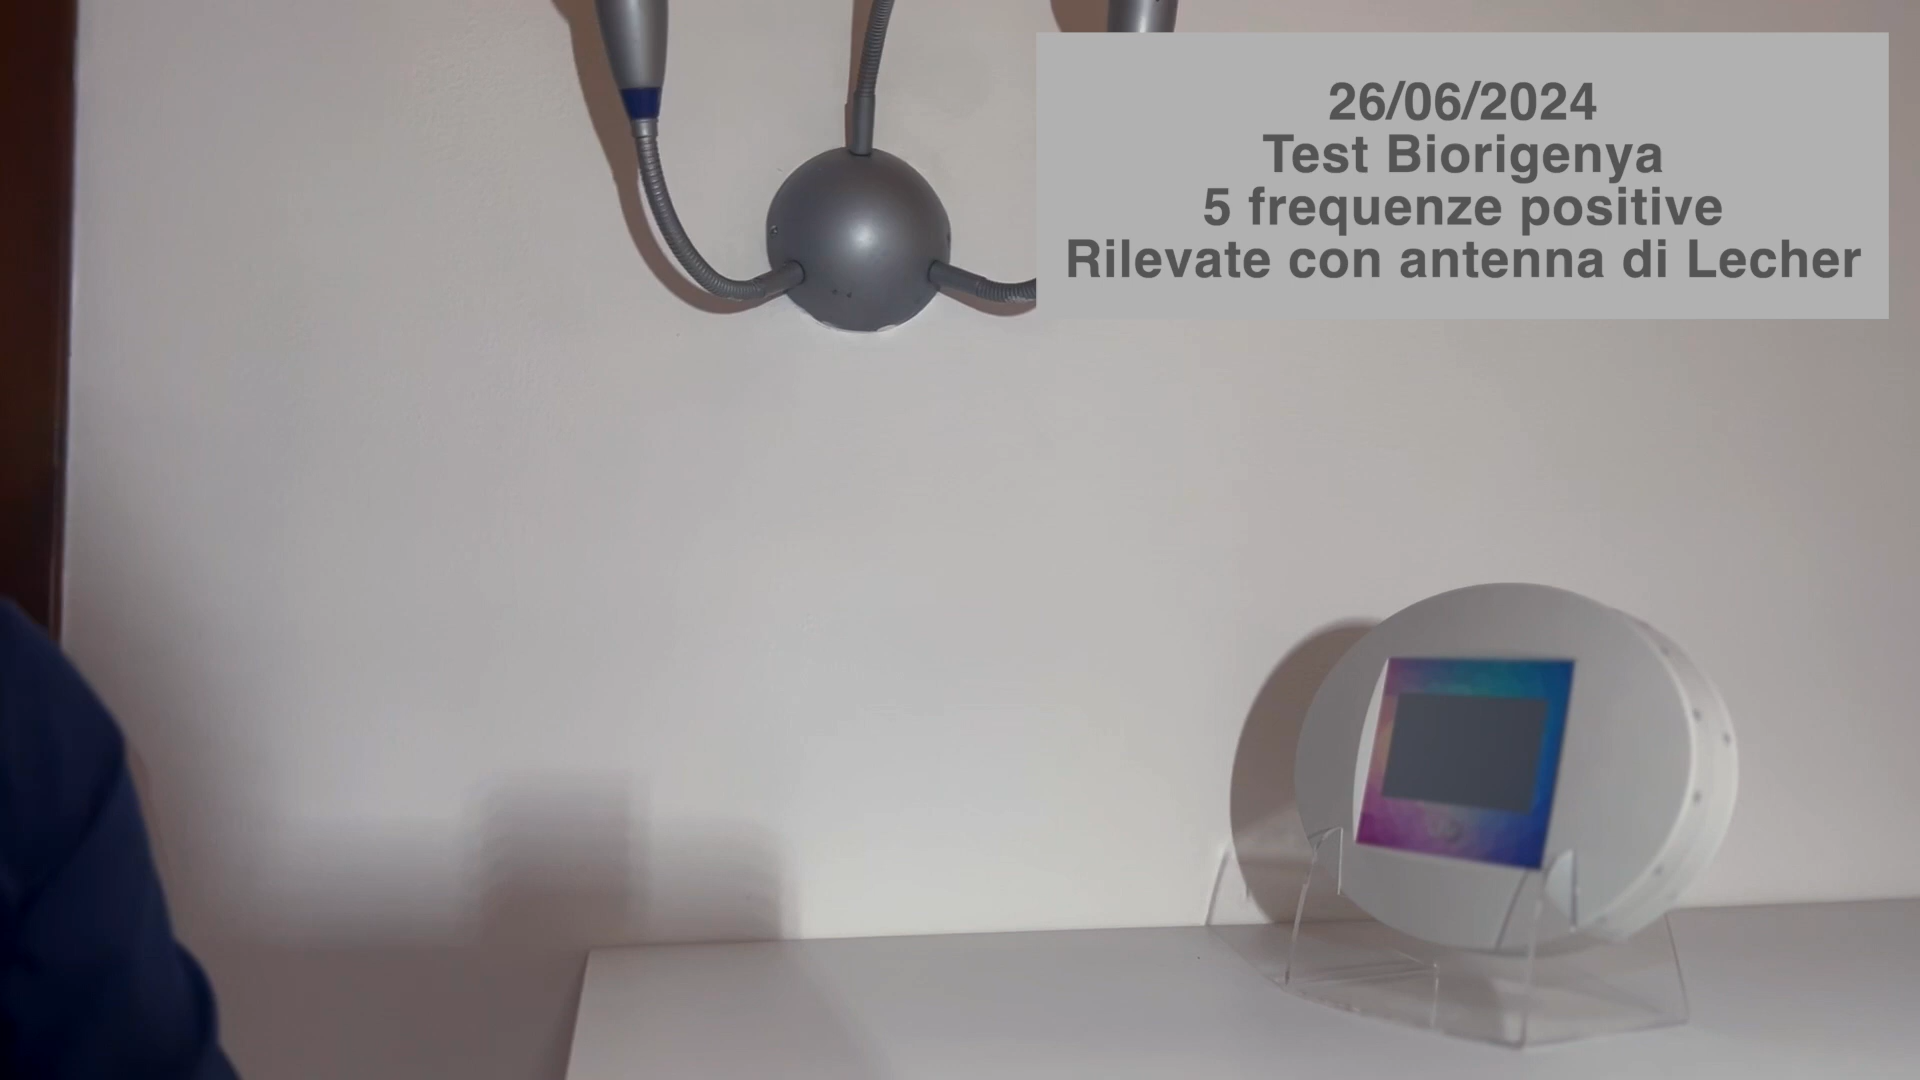 26/06/2024
Test Biorigenya
5 frequenze positive
Rilevate con antenna di Lecher